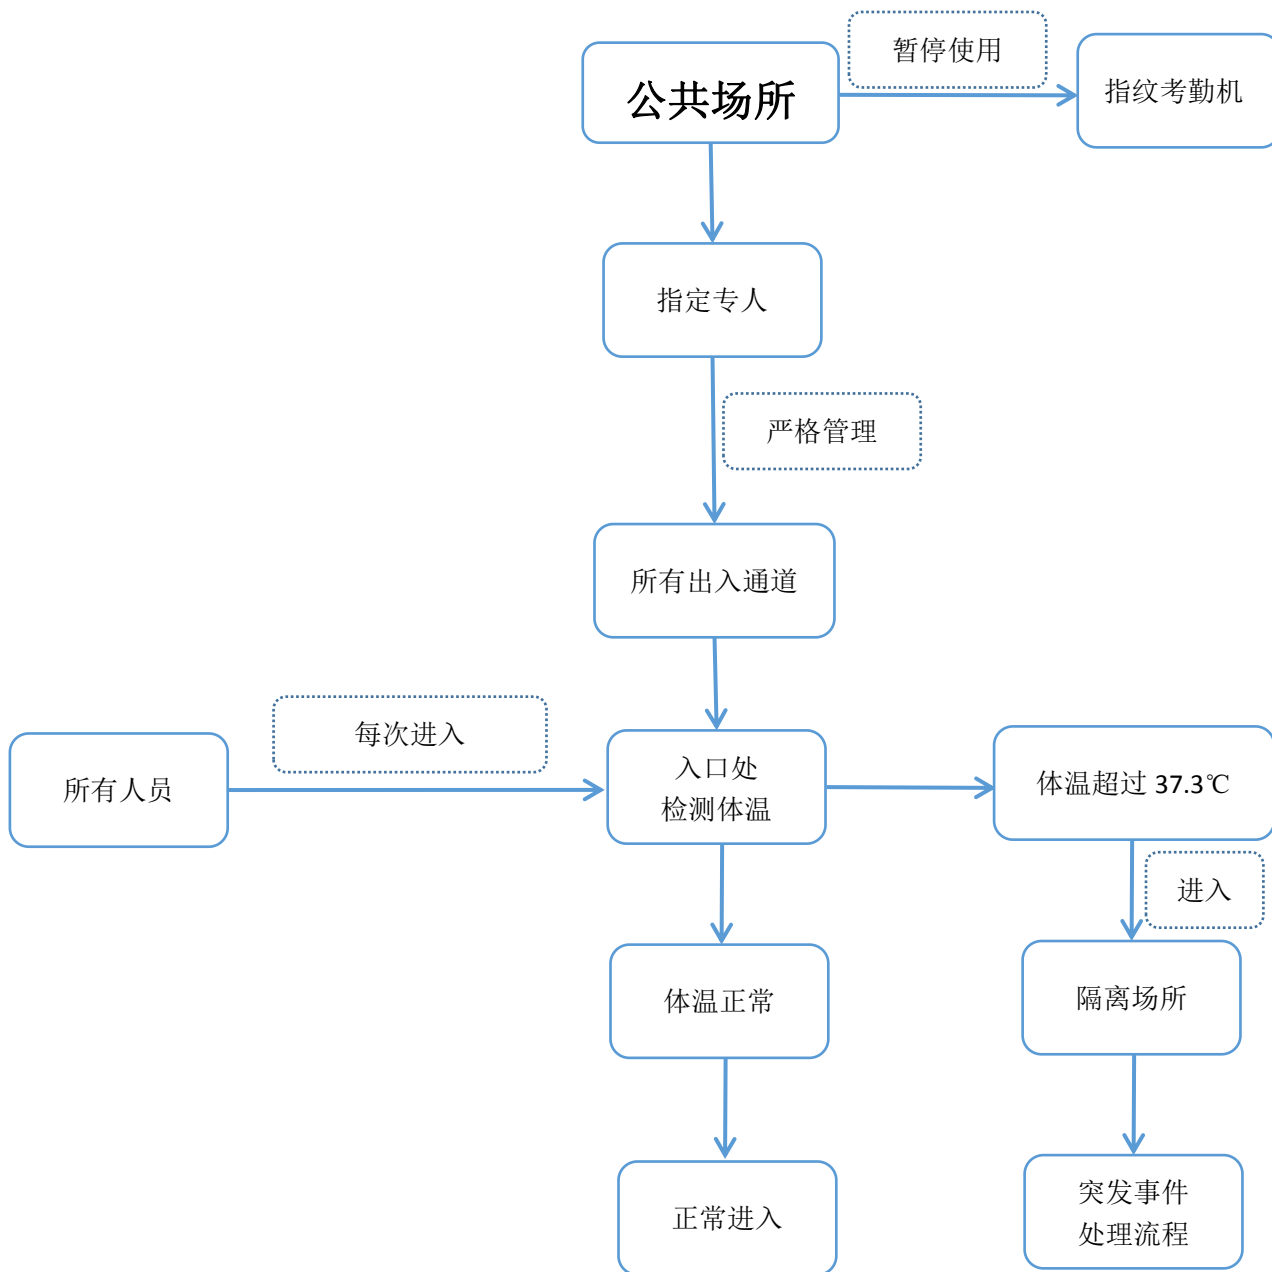 公共场所
暂停使用
指纹考勤机
指定专人
严格管理
所有出入通道
所有人员
每次进入
入口处
检测体温
体温超过 37.3℃
进入
体温正常
隔离场所
正常进入
突发事件
处理流程